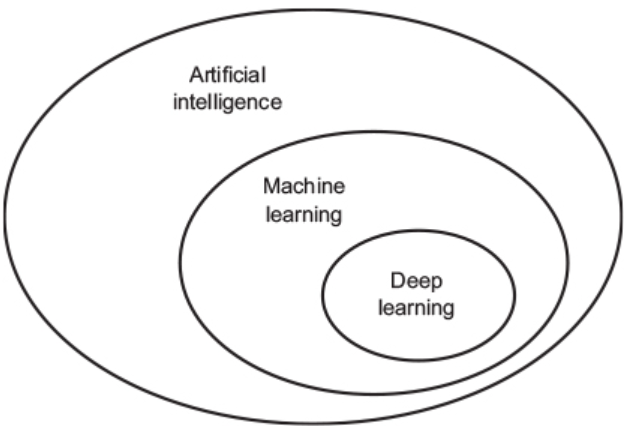 Artificial
intelligence
Machine
learning
Deep
learning